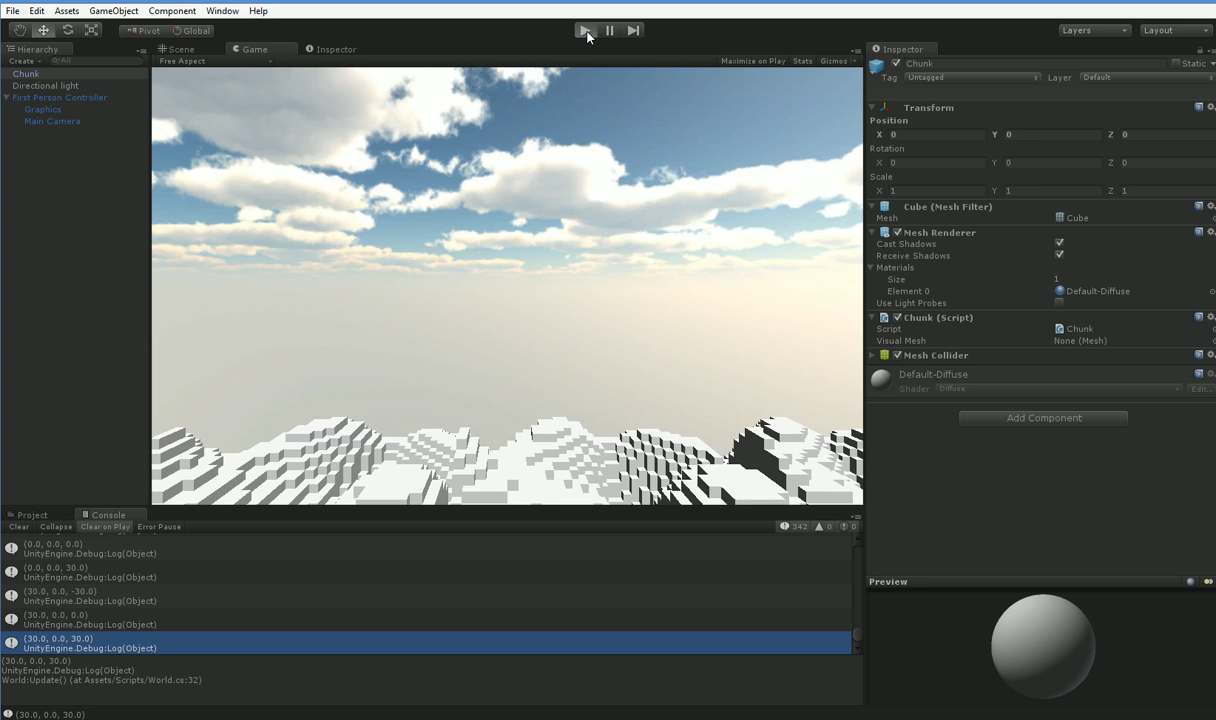 File Edit Assets GameObject Component Window Help
Pivot Global Layers Layout
Hierarchy Scene Game Inspector Inspector
Create All Free Aspect Maximize on Play Stats Gizmos
Chunk Chunk Static
Tag Untagged Layer Default
Directional light
First Person Controller
Graphics
Main Camera
Transform
Position
X 0 Y 0 Z 0
Rotation
X 0 Y 0 Z 0
Scale
X 1 Y 1 Z 1
Cube (Mesh Filter)
Mesh Cube
Mesh Renderer
Cast Shadows
Receive Shadows
Materials
Size 1
Element 0 Default-Diffuse
Use Light Probes
Chunk (Script)
Script Chunk
Visual Mesh None (Mesh)
Mesh Collider
Default-Diffuse
Shader Diffuse Edit...
Add Component
Preview
Project Console
Clear Collapse Clear on Play Error Pause 342 0 0
(0.0, 0.0, 0.0)
UnityEngine.Debug:Log(Object)
(0.0, 0.0, 30.0)
UnityEngine.Debug:Log(Object)
(30.0, 0.0, -30.0)
UnityEngine.Debug:Log(Object)
(30.0, 0.0, 0.0)
UnityEngine.Debug:Log(Object)
(30.0, 0.0, 30.0)
UnityEngine.Debug:Log(Object)
(30.0, 0.0, 30.0)
UnityEngine.Debug:Log(Object)
World:Update() (at Assets/Scripts/World.cs:32)
(30.0, 0.0, 30.0)